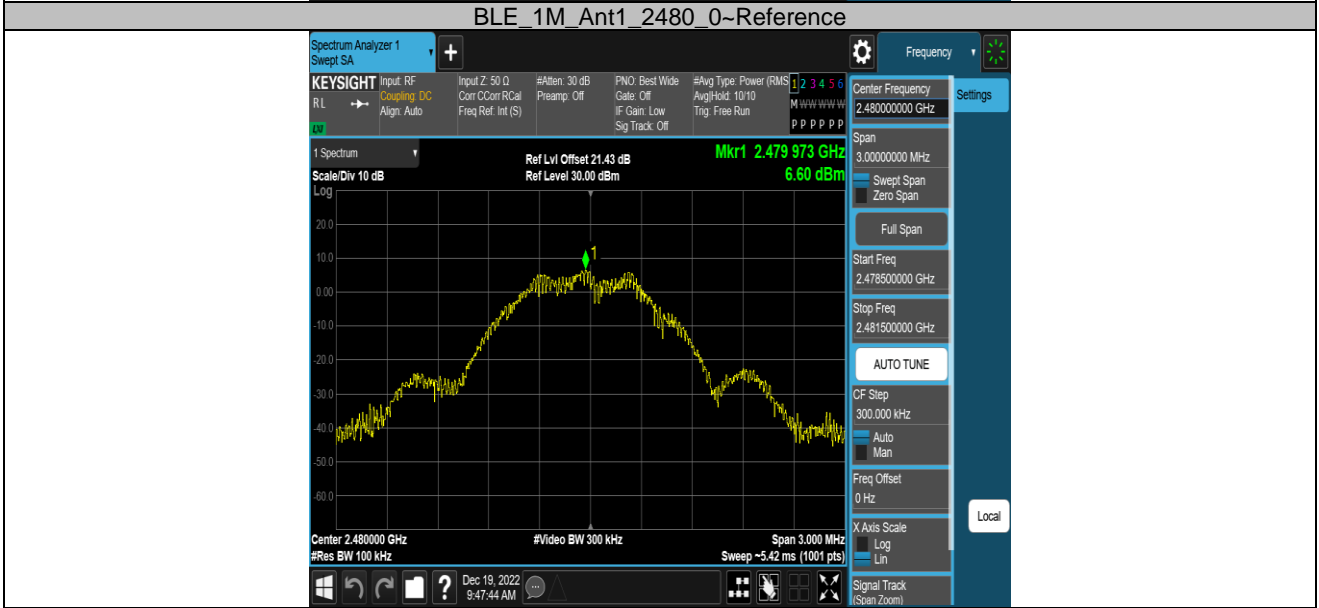 BLE_1M_Ant1_2480_0~Reference
Spectrum Analyzer 1
Swept SA
Frequency
KEYSIGHT
Input: RF
Coupling: DC
Align: Auto
Input Z: 50 Ω
Corr CCorr RCal
Freq Ref: Int (S)
#Atten: 30 dB
Preamp: Off
PNO: Best Wide
Gate: Off
IF Gain: Low
Sig Track: Off
#Avg Type: Power (RMS
Avg|Hold: 10/10
Trig: Free Run
1 2 3 4 5 6
M W W W W W
P P P P P P
RL
LXI
1 Spectrum
Scale/Div 10 dB
Ref Lvl Offset 21.43 dB
Ref Level 30.00 dBm
Mkr1 2.479 973 GHz
6.60 dBm
Log
20.0
10.0
0.00
-10.0
-20.0
-30.0
-40.0
-50.0
-60.0
1
Center 2.480000 GHz
#Res BW 100 kHz
#Video BW 300 kHz
Span 3.000 MHz
Sweep ~5.42 ms (1001 pts)
Dec 19, 2022
9:47:44 AM
Center Frequency
2.480000000 GHz
Settings
Span
3.00000000 MHz
Swept Span
Zero Span
Full Span
Start Freq
2.478500000 GHz
Stop Freq
2.481500000 GHz
AUTO TUNE
CF Step
300.000 kHz
Auto
Man
Freq Offset
0 Hz
X Axis Scale
Log
Lin
Local
Signal Track
(Span Zoom)